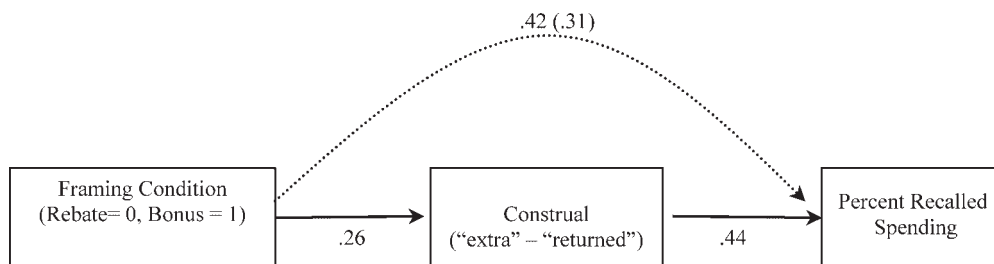 .42 (.31)
Framing Condition
(Rebate= 0, Bonus = 1)
.26
Construal
(“extra” – “returned”)
.44
Percent Recalled
Spending